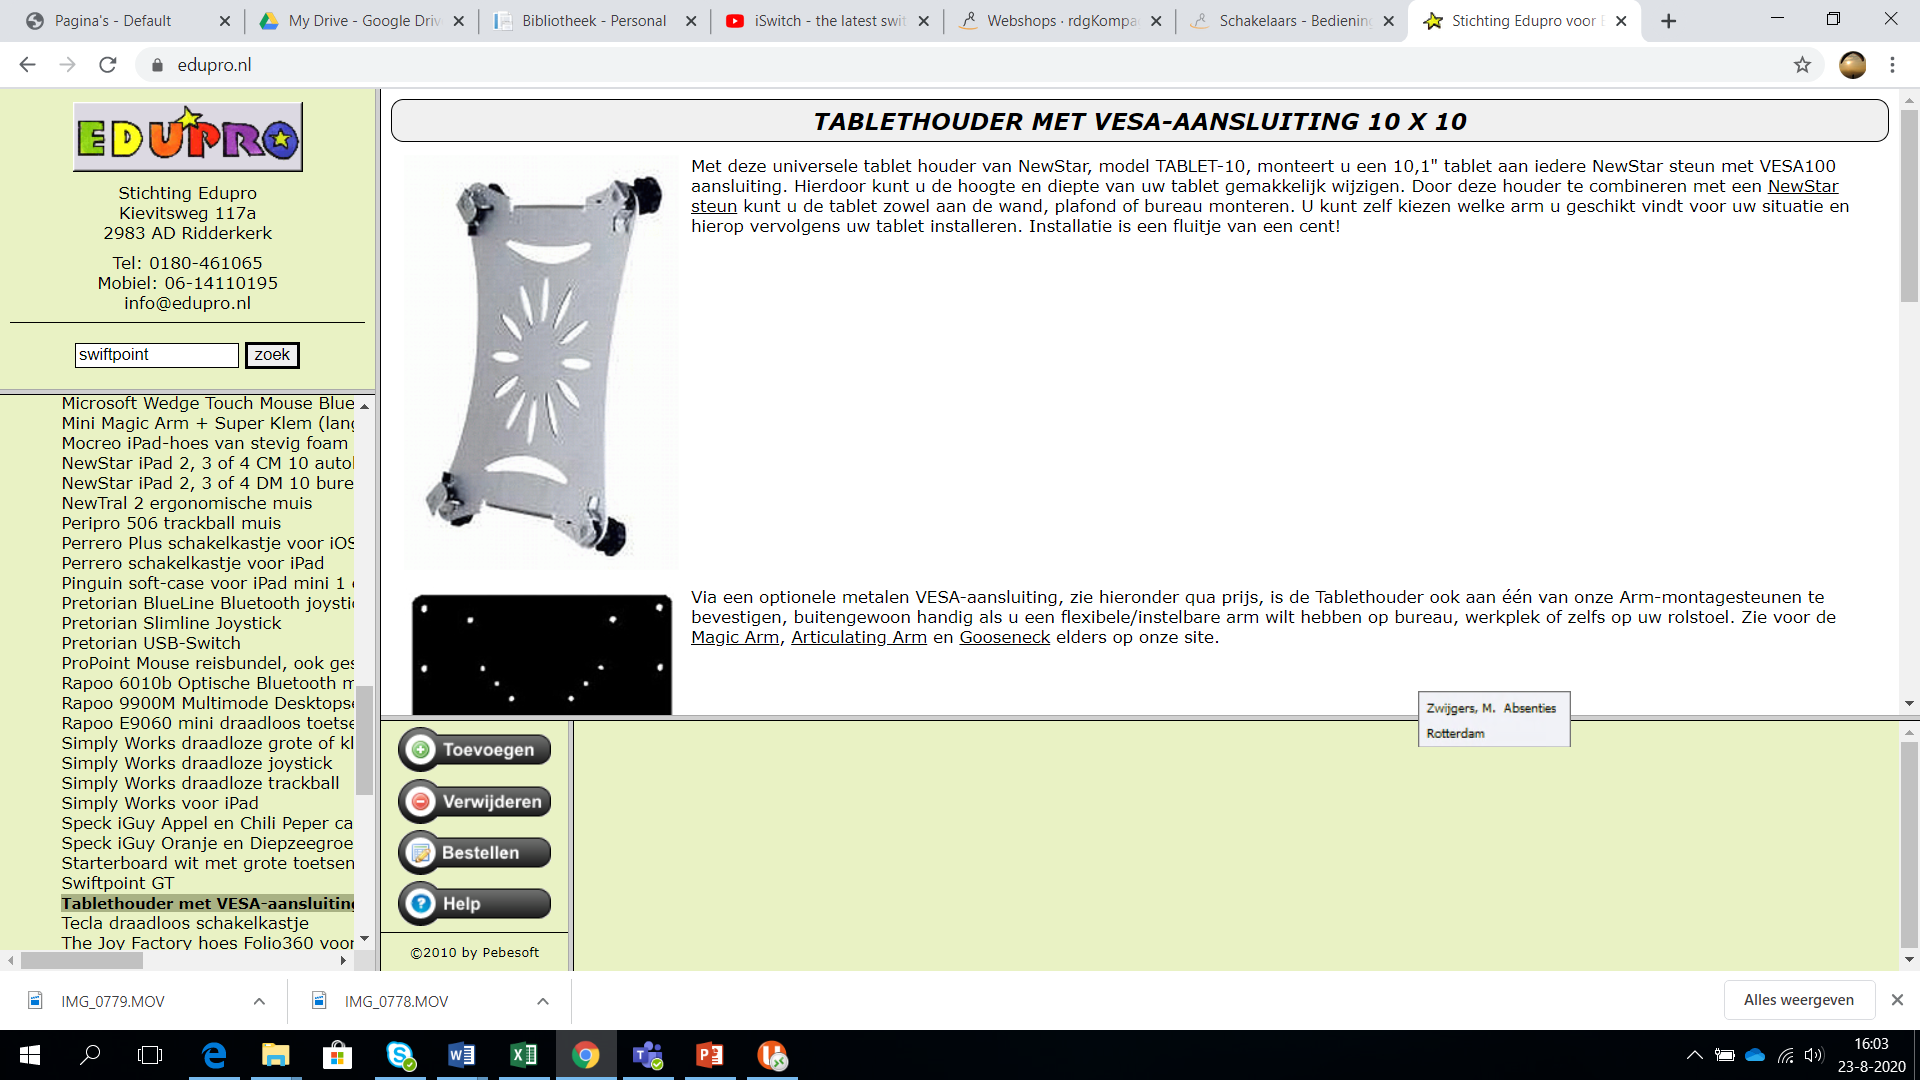 Pagina's - Default
My Drive - Google Driv
Bibliotheek - Personal
iSwitch - the latest swit
Webshops · rdgKompa
Schakelaars - Bediening
Stichting Edupro voor E
edupro.nl
EDUPRO
Stichting Edupro
Kievitsweg 117a
2983 AD Ridderkerk
Tel: 0180-461065
Mobiel: 06-14110195
info@edupro.nl
swiftpoint
zoek
Microsoft Wedge Touch Mouse Blue
Mini Magic Arm + Super Klem (lang
Mocreo iPad-hoes van stevig foam
NewStar iPad 2, 3 of 4 CM 10 autol
NewStar iPad 2, 3 of 4 DM 10 bure
NewTral 2 ergonomische muis
Peripro 506 trackball muis
Perrero Plus schakelkastje voor iOS
Perrero schakelkastje voor iPad
Pinguin soft-case voor iPad mini 1
Pretorian BlueLine Bluetooth joysti
Pretorian Slimline Joystick
Pretorian USB-Switch
ProPoint Mouse reisbundel, ook ges
Rapoo 6010b Optische Bluetooth m
Rapoo 9900M Multimode Desktopse
Rapoo E9060 mini draadloos toetse
Simply Works draadloze grote of kl
Simply Works draadloze joystick
Simply Works draadloze trackball
Simply Works voor iPad
Speck iGuy Appel en Chili Peper ca
Speck iGuy Oranje en Diepzeegroe
Starterboard wit met grote toetsen
Swiftpoint GT
Tablethouder met VESA-aansluiting
Tecla draadloos schakelkastje
The Joy Factory hoes Folio360 voor
TABLETHOUDER MET VESA-AANSLUITING 10 X 10
Met deze universele tablet houder van NewStar, model TABLET-10, monteert u een 10,1" tablet aan iedere NewStar steun met VESA100
aansluiting. Hierdoor kunt u de hoogte en diepte van uw tablet gemakkelijk wijzigen. Door deze houder te combineren met een NewStar
steun kunt u de tablet zowel aan de wand, plafond of bureau monteren. U kunt zelf kiezen welke arm u geschikt vindt voor uw situatie en
hierop vervolgens uw tablet installeren. Installatie is een fluitje van een cent!
Via een optionele metalen VESA-aansluiting, zie hieronder qua prijs, is de Tablethouder ook aan één van onze Arm-montagesteunen te
bevestigen, buitengewoon handig als u een flexibele/instelbare arm wilt hebben op bureau, werkplek of zelfs op uw rolstoel. Zie voor de
Magic Arm, Articulating Arm en Gooseneck elders op onze site.
Zwijgers, M. Absenties
Rotterdam
Toevoegen
Verwijderen
Bestellen
Help
©2010 by Pebesoft
IMG_0779.MOV
IMG_0778.MOV
Alles weergeven
16:03
23-8-2020